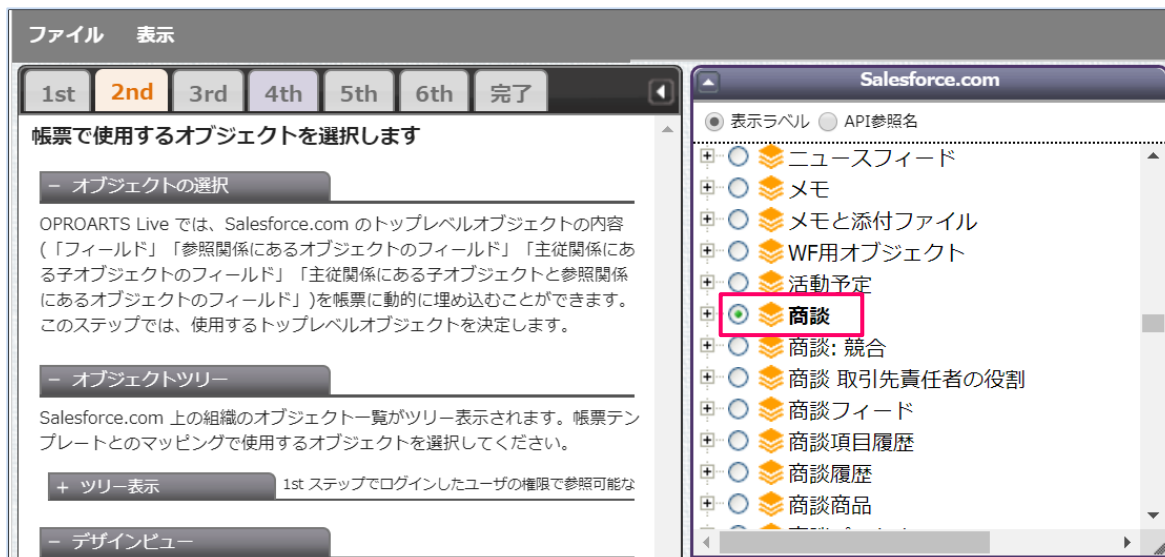 ファイル 表示
1st 2nd 3rd 4th 5th 6th 完了
帳票で使用するオブジェクトを選択します
− オブジェクトの選択
OPROARTS Live では、Salesforce.com のトップレベルオブジェクトの内容
(「フィールド」「参照関係にあるオブジェクトのフィールド」「主従関係にあ
る子オブジェクトのフィールド」「主従関係にある子オブジェクトと参照関係
にあるオブジェクトのフィールド」)を帳票に動的に埋め込むことができます。
このステップでは、使用するトップレベルオブジェクトを決定します。
− オブジェクトツリー
Salesforce.com 上の組織のオブジェクト一覧がツリー表示されます。帳票テン
プレートとのマッピングで使用するオブジェクトを選択してください。
+ ツリー表示 1st ステップでログインしたユーザの権限で参照可能な
− デザインビュー
Salesforce.com
表示ラベル API参照名
ニュースフィード
メモ
メモと添付ファイル
WF用オブジェクト
活動予定
商談
商談: 競合
商談 取引先責任者の役割
商談フィード
商談項目履歴
商談履歴
商談商品